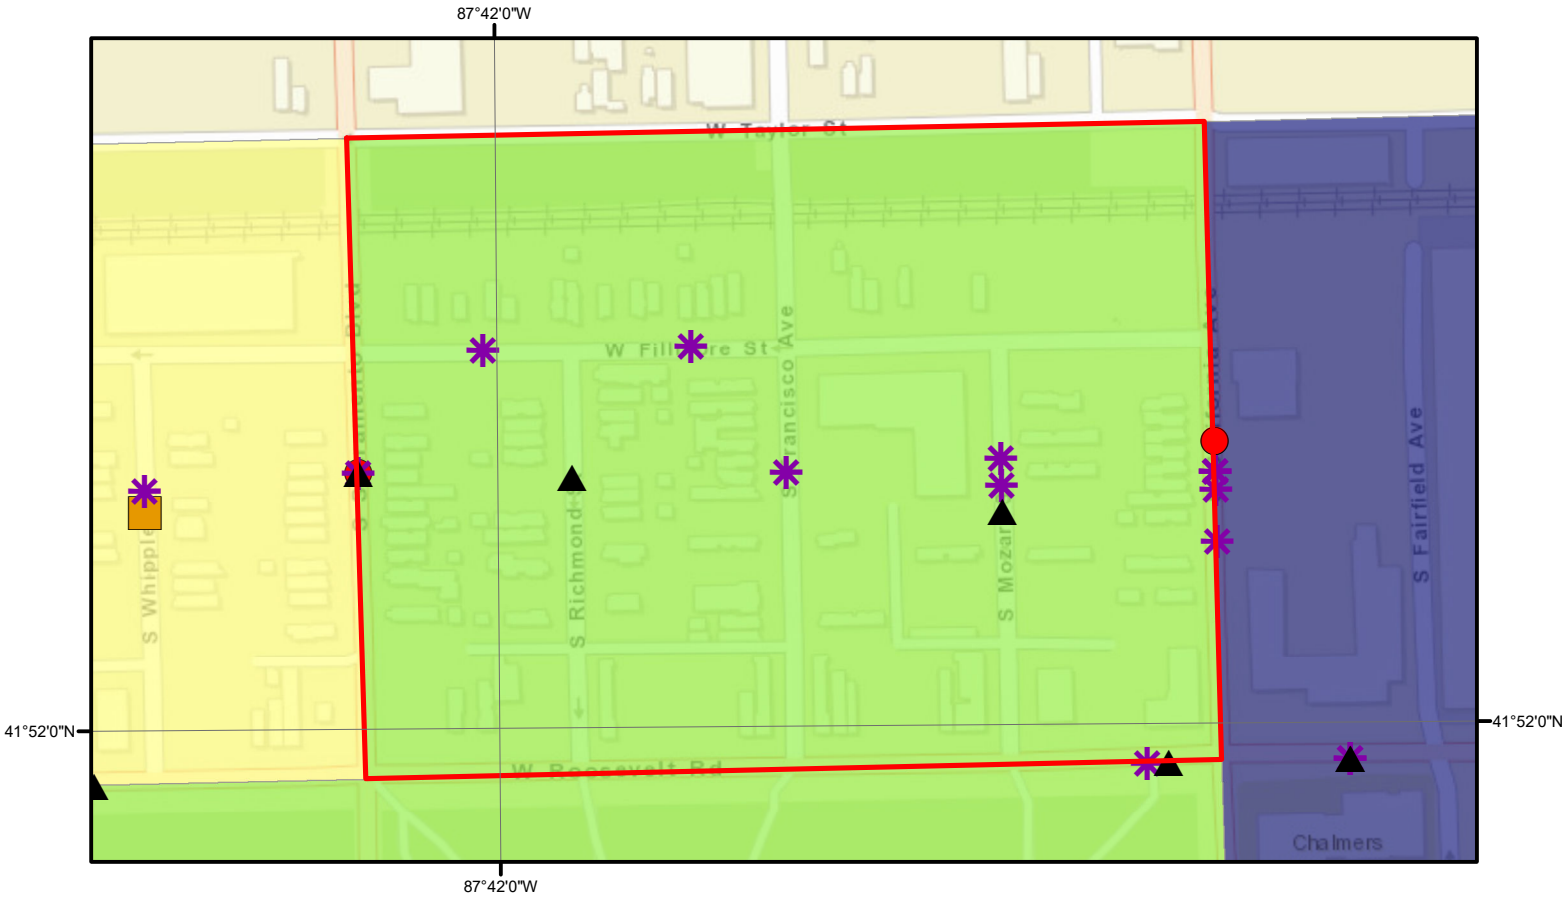 87°42'0"W
W Taylor St
W Fillmore St
S Francisco Ave
S Whipple
S Richmond
S Mozar
S Fairfield Ave
41°52'0"N
41°52'0"N
W Roosevelt Rd
Chalmers
87°42'0"W